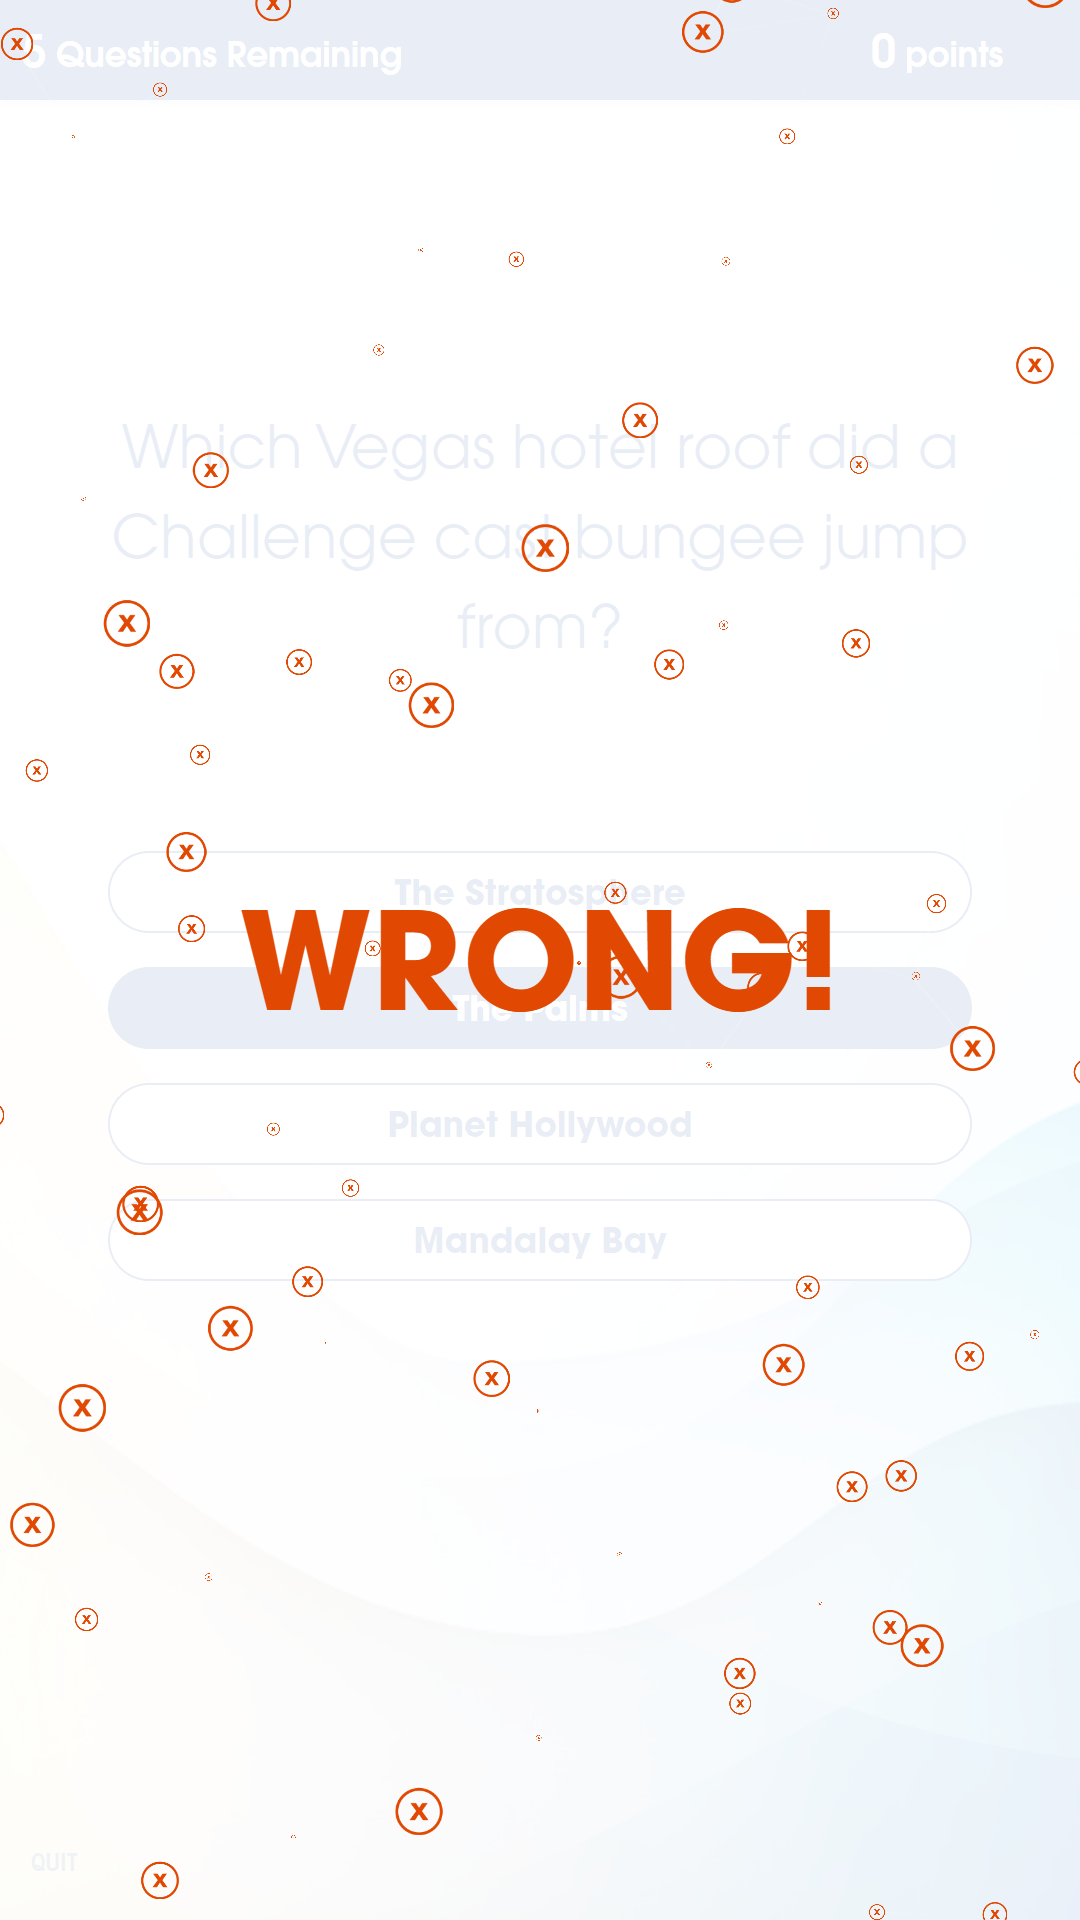 5 Questions Remaining
0 points
Which Vegas hotel roof did a
Challenge cast bungee jump
from?
The Stratosphere
WRONG!
The Palms
Planet Hollywood
Mandalay Bay
QUIT